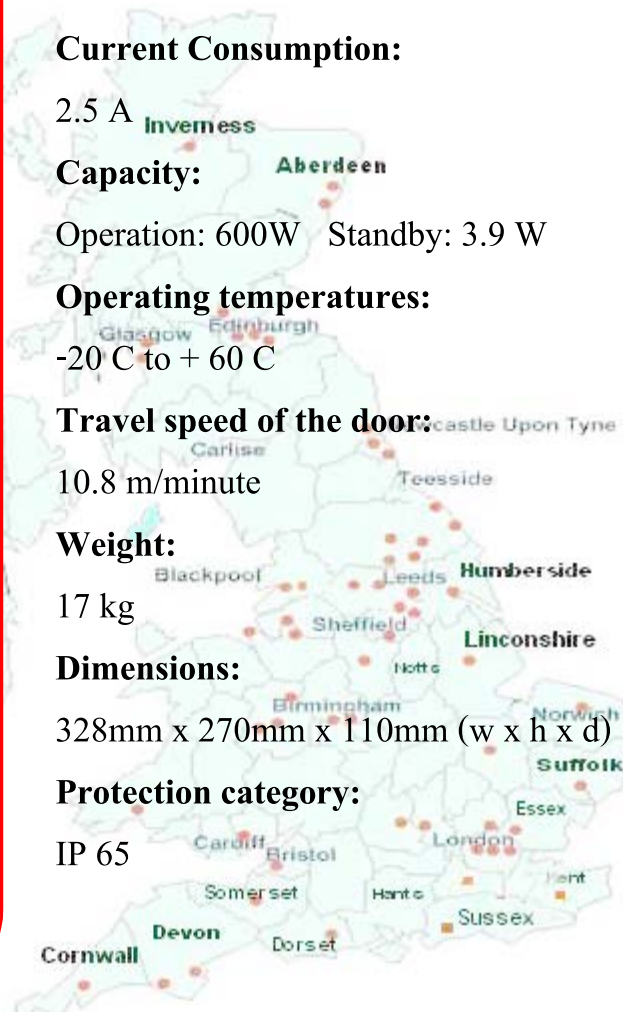 Current Consumption:
2.5 A
Inverness
Capacity:
Aberdeen
Operation: 600W Standby: 3.9 W
Operating temperatures:
Glasgow Edinburgh
-20 C to + 60 C
Travel speed of the door:
castle Upon Tyne
Carlise
10.8 m/minute
Teesside
Weight:
Blackpool Leeds Humberside
17 kg
Sheffield
Linconshire
Dimensions:
Notts
Birmingham
Norwich
328mm x 270mm x 110mm (w x h x d)
Suffolk
Protection category:
Essex
IP 65
Cardiff
London
Bristol
Somerset Hants
Sussex
Devon
Dorset
Cornwall